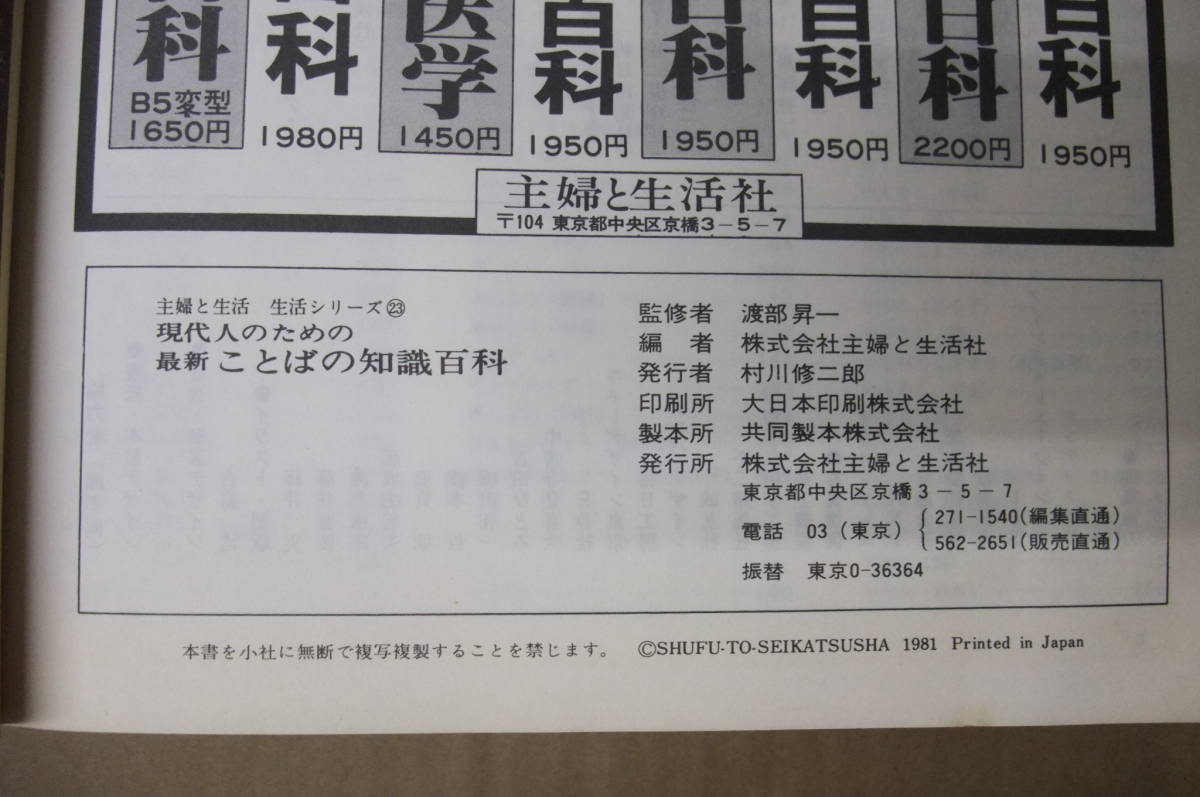 科
B5変型
1650円
科
1980円
医学
1450円
百科
1950円
百科
1950円
百科
1950円
百科
2200円
百科
1950円
主婦と生活社
〒104 東京都中央区京橋3-5-7
主婦と生活 生活シリーズ㉓
現代人のための
最新 ことばの知識百科
監修者 渡部昇一
編 者 株式会社主婦と生活社
発行者 村川修二郎
印刷所 大日本印刷株式会社
製本所 共同製本株式会社
発行所 株式会社主婦と生活社
東京都中央区京橋3-5-7
電話 03(東京) 271-1540(編集直通)
562-2651(販売直通)
振替 東京0-36364
本書を小社に無断で複写複製することを禁じます。 ©SHUFU-TO-SEIKATSUSHA 1981 Printed in Japan